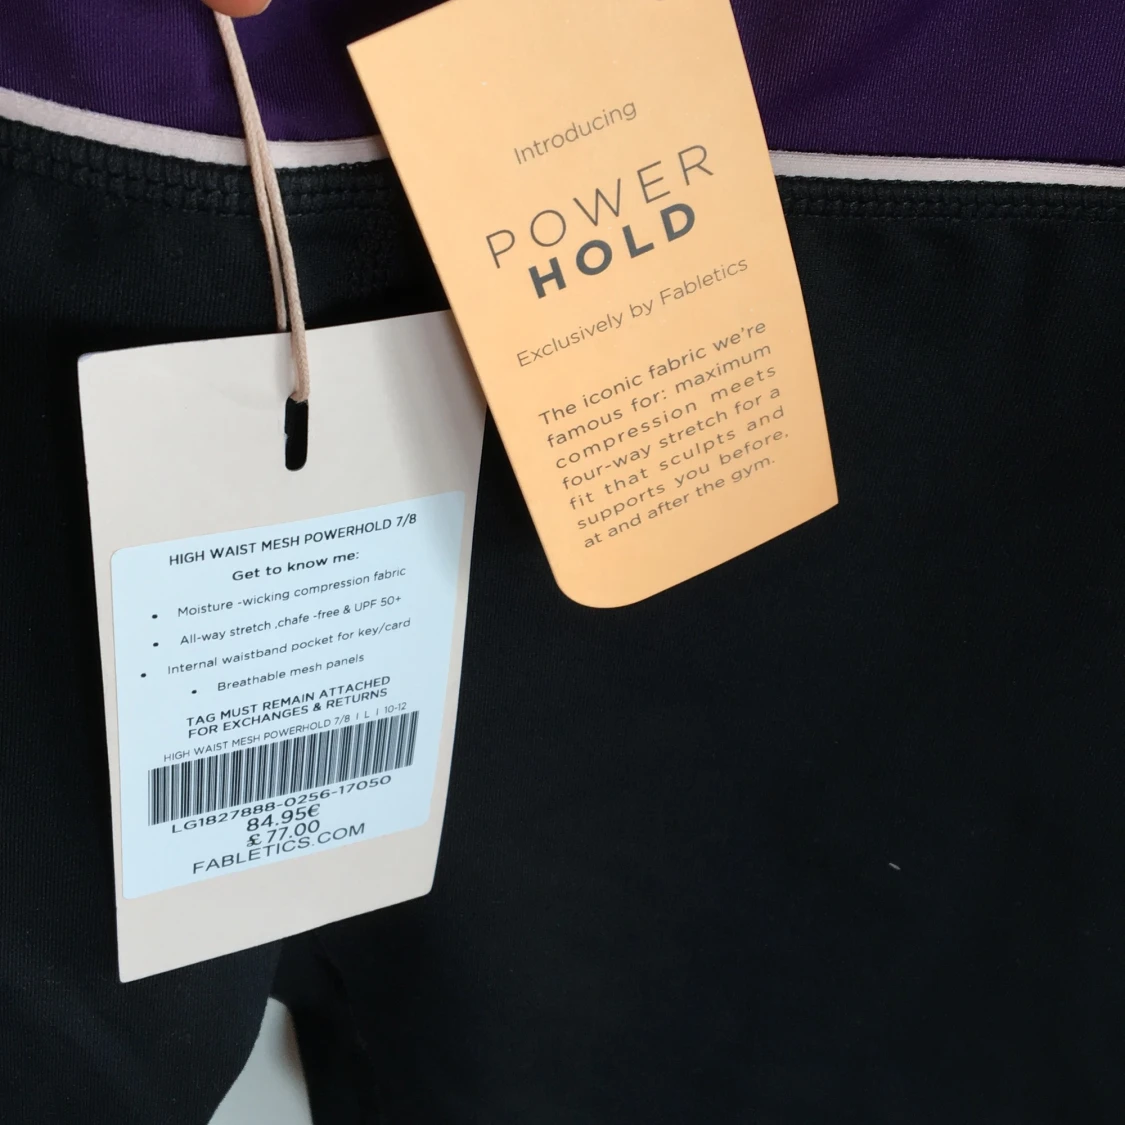 Introducing
POWER
HOLD
Exclusively by Fabletics
The iconic fabric we're
famous for: maximum
compression meets
four-way stretch for a
fit that sculpts and
supports you before,
at and after the gym.
HIGH WAIST MESH POWERHOLD 7/8
Get to know me:
• Moisture -wicking compression fabric
• All-way stretch ,chafe -free & UPF 50+
• Internal waistband pocket for key/card
• Breathable mesh panels
TAG MUST REMAIN ATTACHED
FOR EXCHANGES & RETURNS
HIGH WAIST MESH POWERHOLD 7/8 I L I 10-12
LG1827888-0256-17050
84.95€
£77.00
FABLETICS.COM